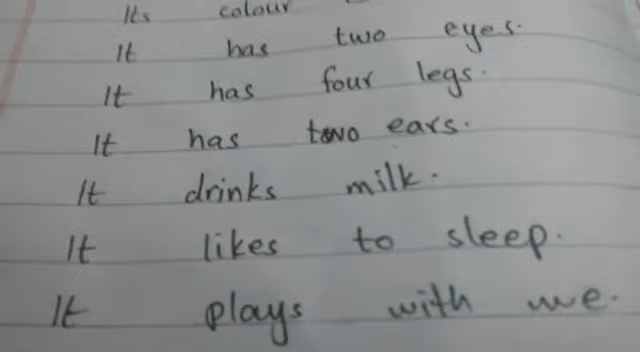 Its colour
It has two eyes.
It has four legs.
It has two ears.
It drinks milk.
It likes to sleep.
It plays with me.